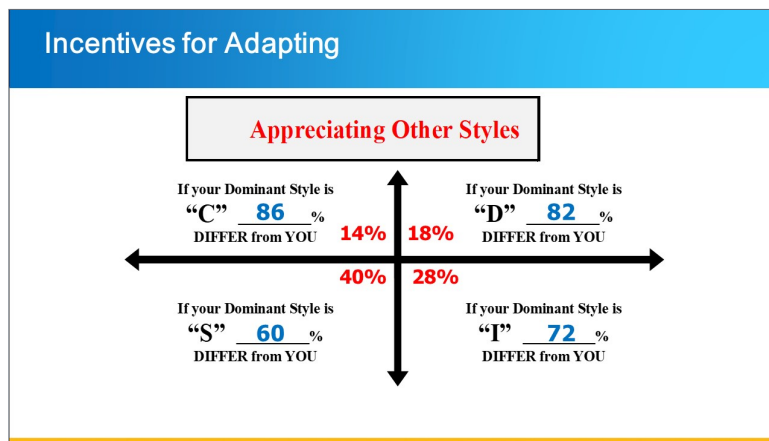 Incentives for Adapting
Appreciating Other Styles
If your Dominant Style is
“C” 86%
DIFFER from YOU
14%
If your Dominant Style is
“D” 82%
DIFFER from YOU
18%
40%
If your Dominant Style is
“S” 60%
DIFFER from YOU
28%
If your Dominant Style is
“I” 72%
DIFFER from YOU